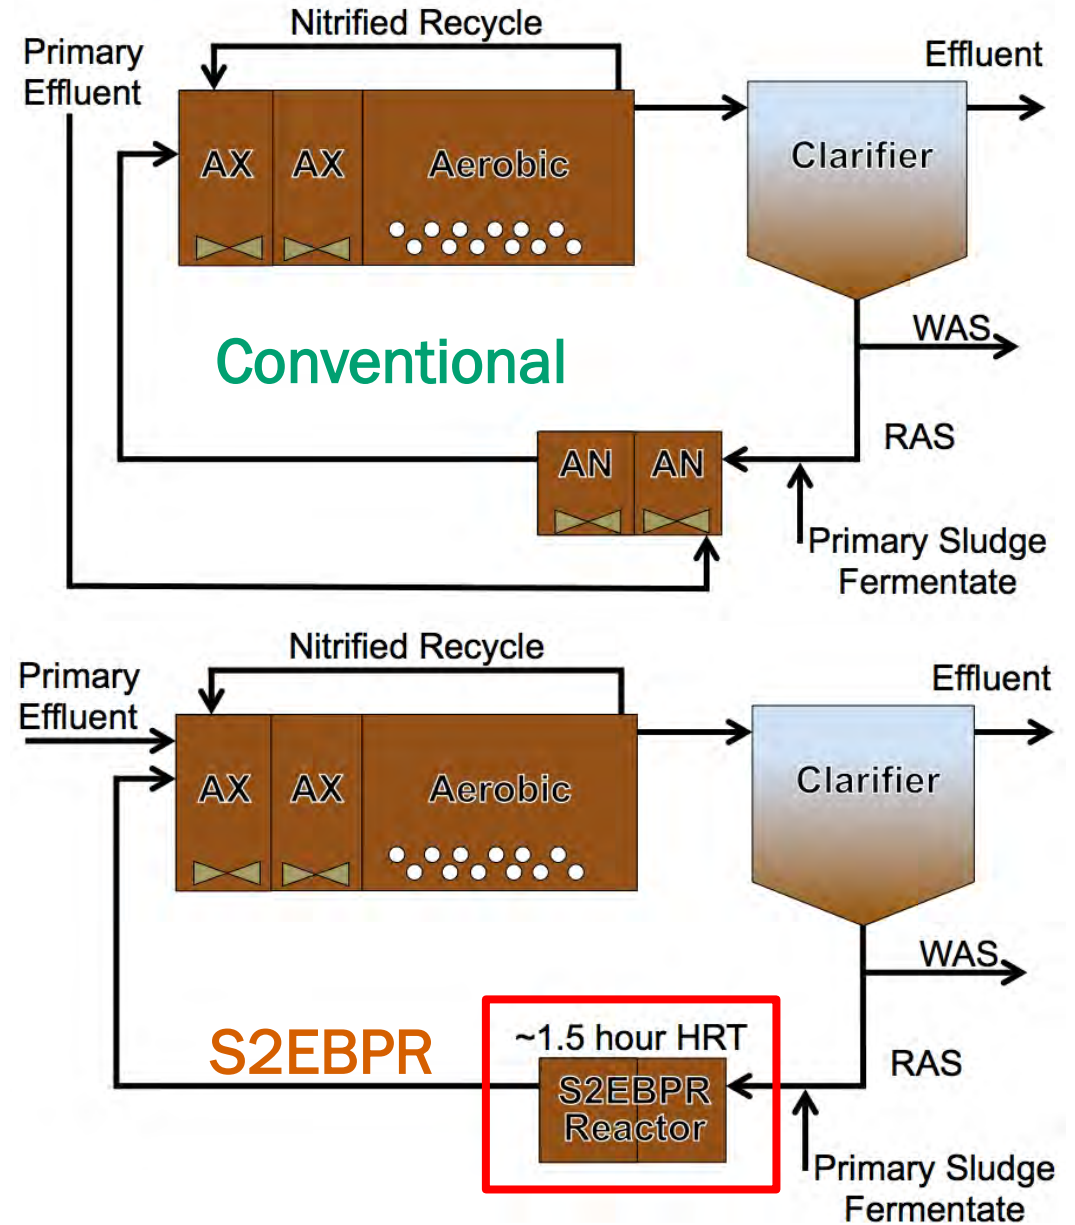 Nitrified Recycle
Primary
Effluent
Effluent
AX
AX
Aerobic
Clarifier
WAS
Conventional
RAS
AN
AN
Primary Sludge
Fermentate
Nitrified Recycle
Primary
Effluent
Effluent
AX
AX
Aerobic
Clarifier
WAS
S2EBPR
~1.5 hour HRT
RAS
S2EBPR
Reactor
Primary Sludge
Fermentate